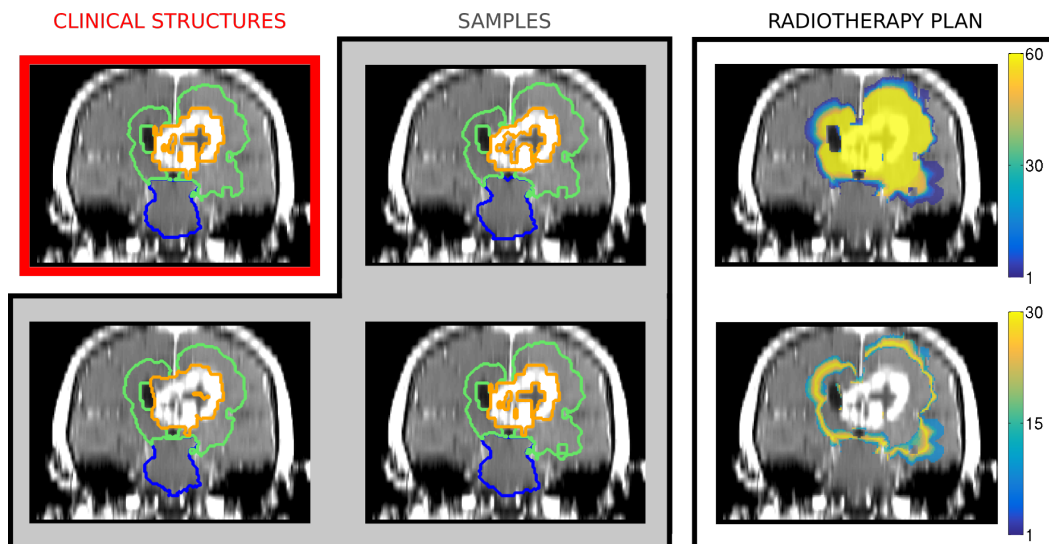 CLINICAL STRUCTURES
SAMPLES
RADIOTHERAPY PLAN
60
30
1
30
15
1